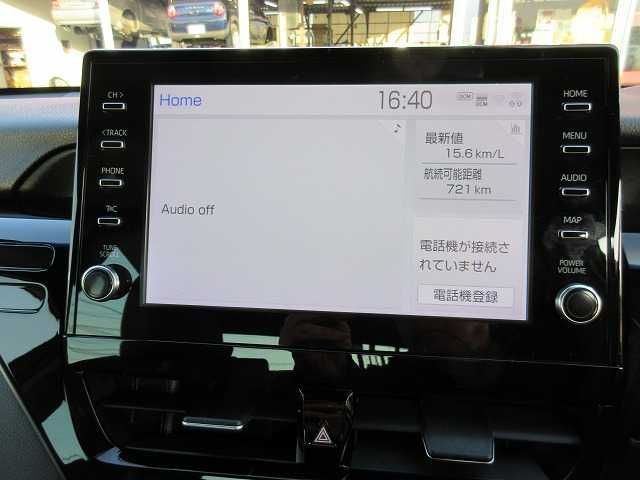 CH >
<TRACK
PHONE
TUNE
SCROLL
Home
16:40
DCM
Audio off
最新値
15.6 km/L
航続可能距離
721 km
電話機が接続さ
れていません
電話機登録
HOME
MENU
AUDIO
MAP
POWER
VOLUME